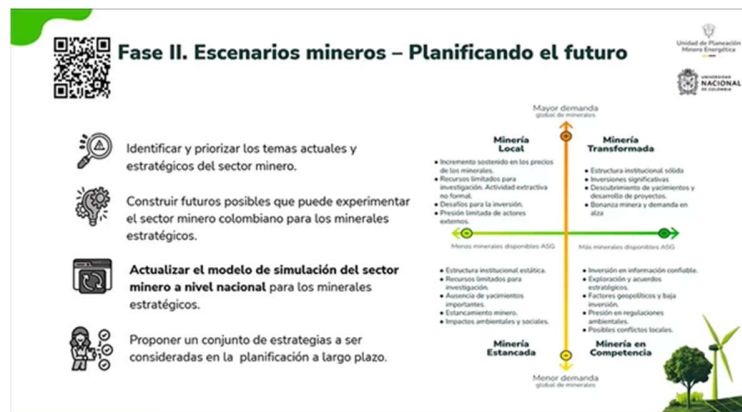 Fase II. Escenarios mineros – Planificando el futuro
Unidad de Planeación
Minero Energética
UNIVERSIDAD
NACIONAL
DE COLOMBIA
Identificar y priorizar los temas actuales y
estratégicos del sector minero.
Construir futuros posibles que puede experimentar
el sector minero colombiano para los minerales
estratégicos.
Actualizar el modelo de simulación del sector
minero a nivel nacional para los minerales
estratégicos.
Proponer un conjunto de estrategias a ser
consideradas en la planificación a largo plazo.
Mayor demanda
global de minerales
Minería
Local
• Incremento sostenido en los precios
de los minerales.
• Recursos limitados para
investigación. Actividad extractiva
no formal.
• Desafíos para la inversión.
• Presión limitada de actores
externos.
Minería
Transformada
• Estructura institucional sólida
• Inversiones significativas
• Descubrimiento de yacimientos y
desarrollo de proyectos.
• Bonanza minera y demanda en
alza
Menos minerales disponibles ASG
Más minerales disponibles ASG
• Estructura institucional estática.
• Recursos limitados para
investigación.
• Ausencia de yacimientos
importantes.
• Estancamiento minero.
• Impactos ambientales y sociales.
Minería
Estancada
• Inversión en información confiable.
• Exploración y acuerdos
estratégicos.
• Factores geopolíticos y baja
inversión.
• Presión en regulaciones
ambientales.
• Posibles conflictos locales.
Minería en
Competencia
Menor demanda
global de minerales